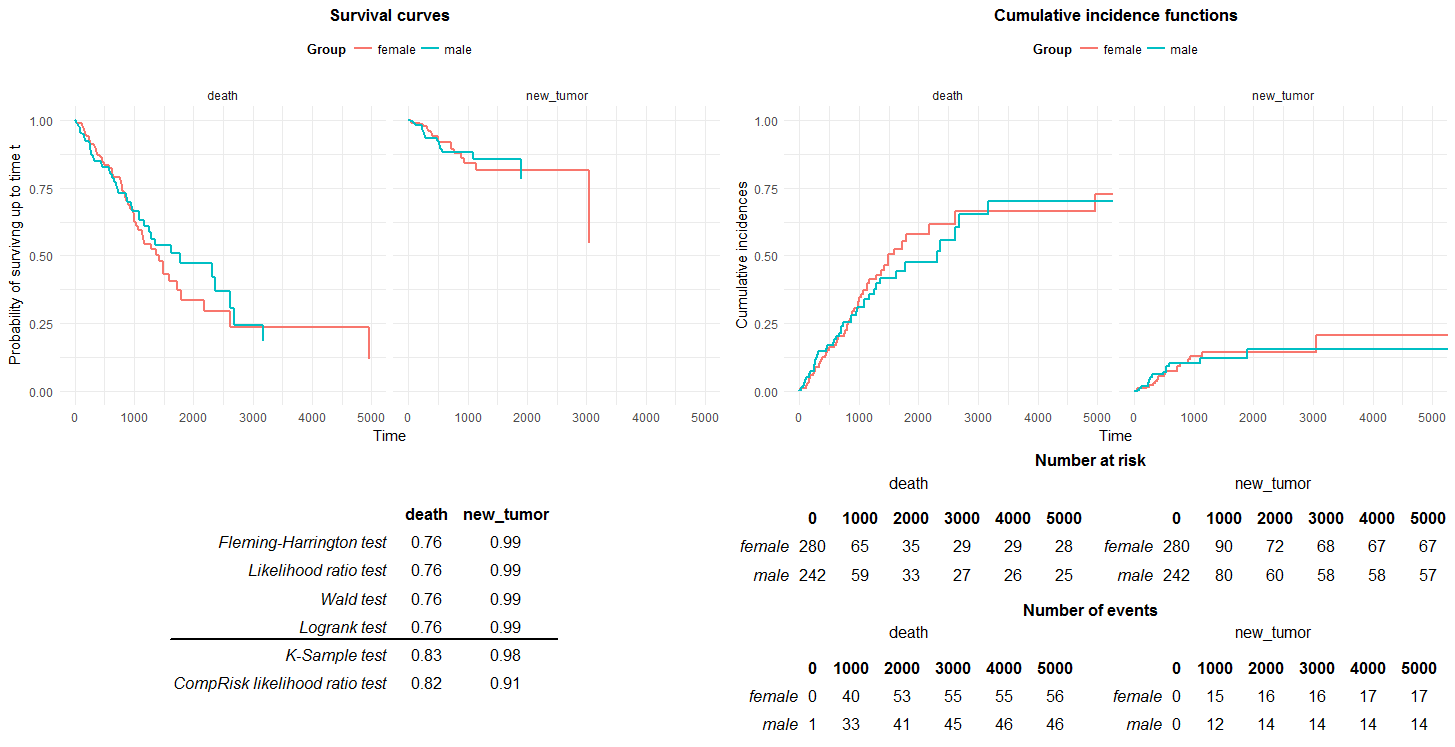 Survival curves
Group female male
death new_tumor
Probability of survivng up to time t
1.00
0.75
0.50
0.25
0.00
0 1000 2000 3000 4000 5000 0 1000 2000 3000 4000 5000
Time
Cumulative incidence functions
Group female male
death new_tumor
Cumulative incidences
1.00
0.75
0.50
0.25
0.00
0 1000 2000 3000 4000 5000 0 1000 2000 3000 4000 5000
Time
death new_tumor
Fleming-Harrington test 0.76 0.99
Likelihood ratio test 0.76 0.99
Wald test 0.76 0.99
Logrank test 0.76 0.99
K-Sample test 0.83 0.98
CompRisk likelihood ratio test 0.82 0.91
Number at risk
death new_tumor
0 1000 2000 3000 4000 5000 0 1000 2000 3000 4000 5000
female 280 65 35 29 29 28 female 280 90 72 68 67 67
male 242 59 33 27 26 25 male 242 80 60 58 58 57
Number of events
death new_tumor
0 1000 2000 3000 4000 5000 0 1000 2000 3000 4000 5000
female 0 40 53 55 55 56 female 0 15 16 16 17 17
male 1 33 41 45 46 46 male 0 12 14 14 14 14